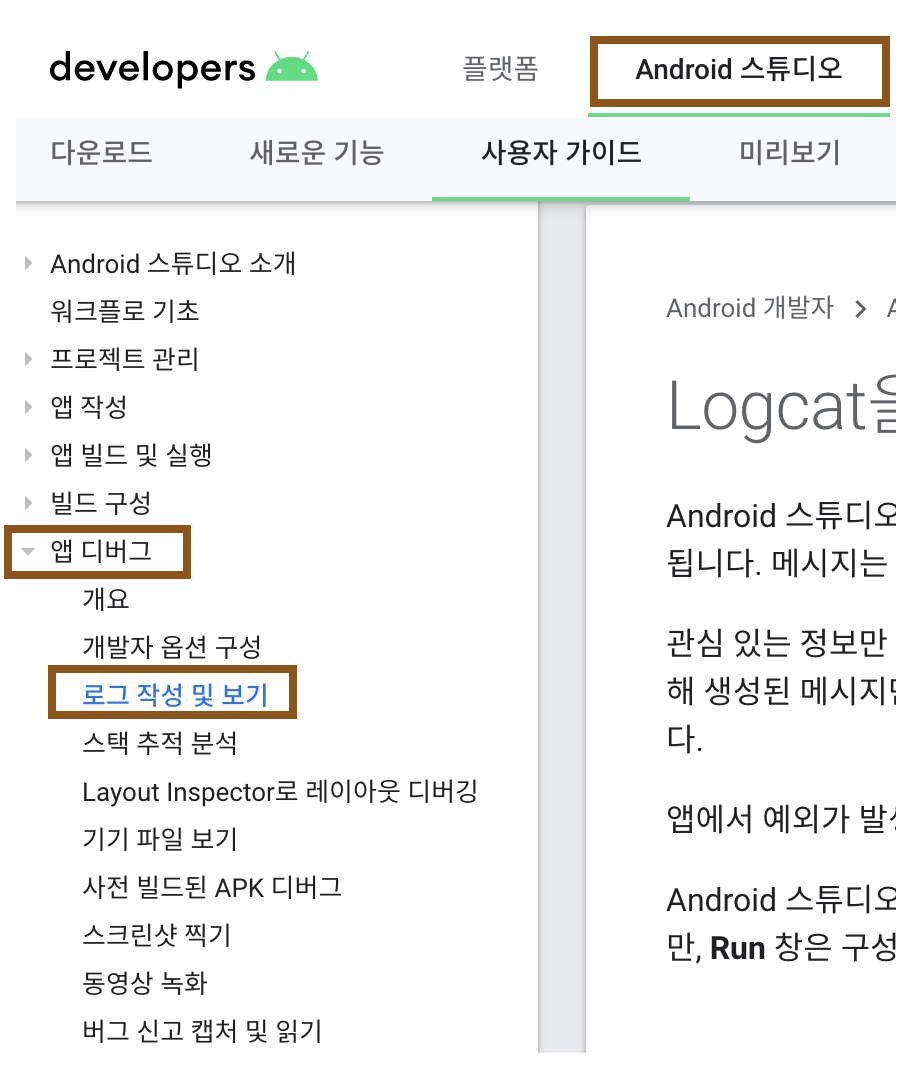 developers
플랫폼
Android 스튜디오
다운로드
새로운 기능
사용자 가이드
미리보기
Android 스튜디오 소개
워크플로 기초
프로젝트 관리
앱 작성
앱 빌드 및 실행
빌드 구성
앱 디버그
개요
개발자 옵션 구성
로그 작성 및 보기
스택 추적 분석
Layout Inspector로 레이아웃 디버깅
기기 파일 보기
사전 빌드된 APK 디버그
스크린샷 찍기
동영상 녹화
버그 신고 캡처 및 읽기
Android 개발자 >
Logcat을
Android 스튜디오
됩니다. 메시지는
관심 있는 정보만
해 생성된
다.
앱에서 예외가
Android 스튜디오
만, Run 창은 구성